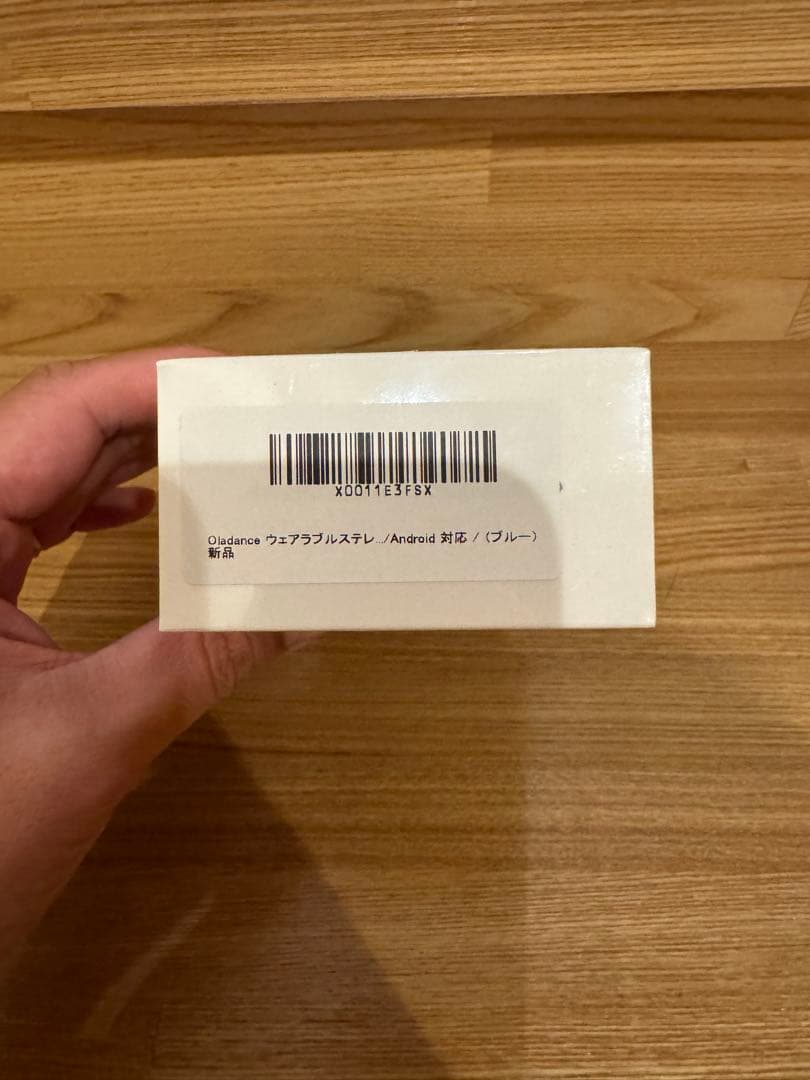 X0011E3FSX
Oladance ウェアラブルステレ.../Android 対応 / (ブルー)
新品